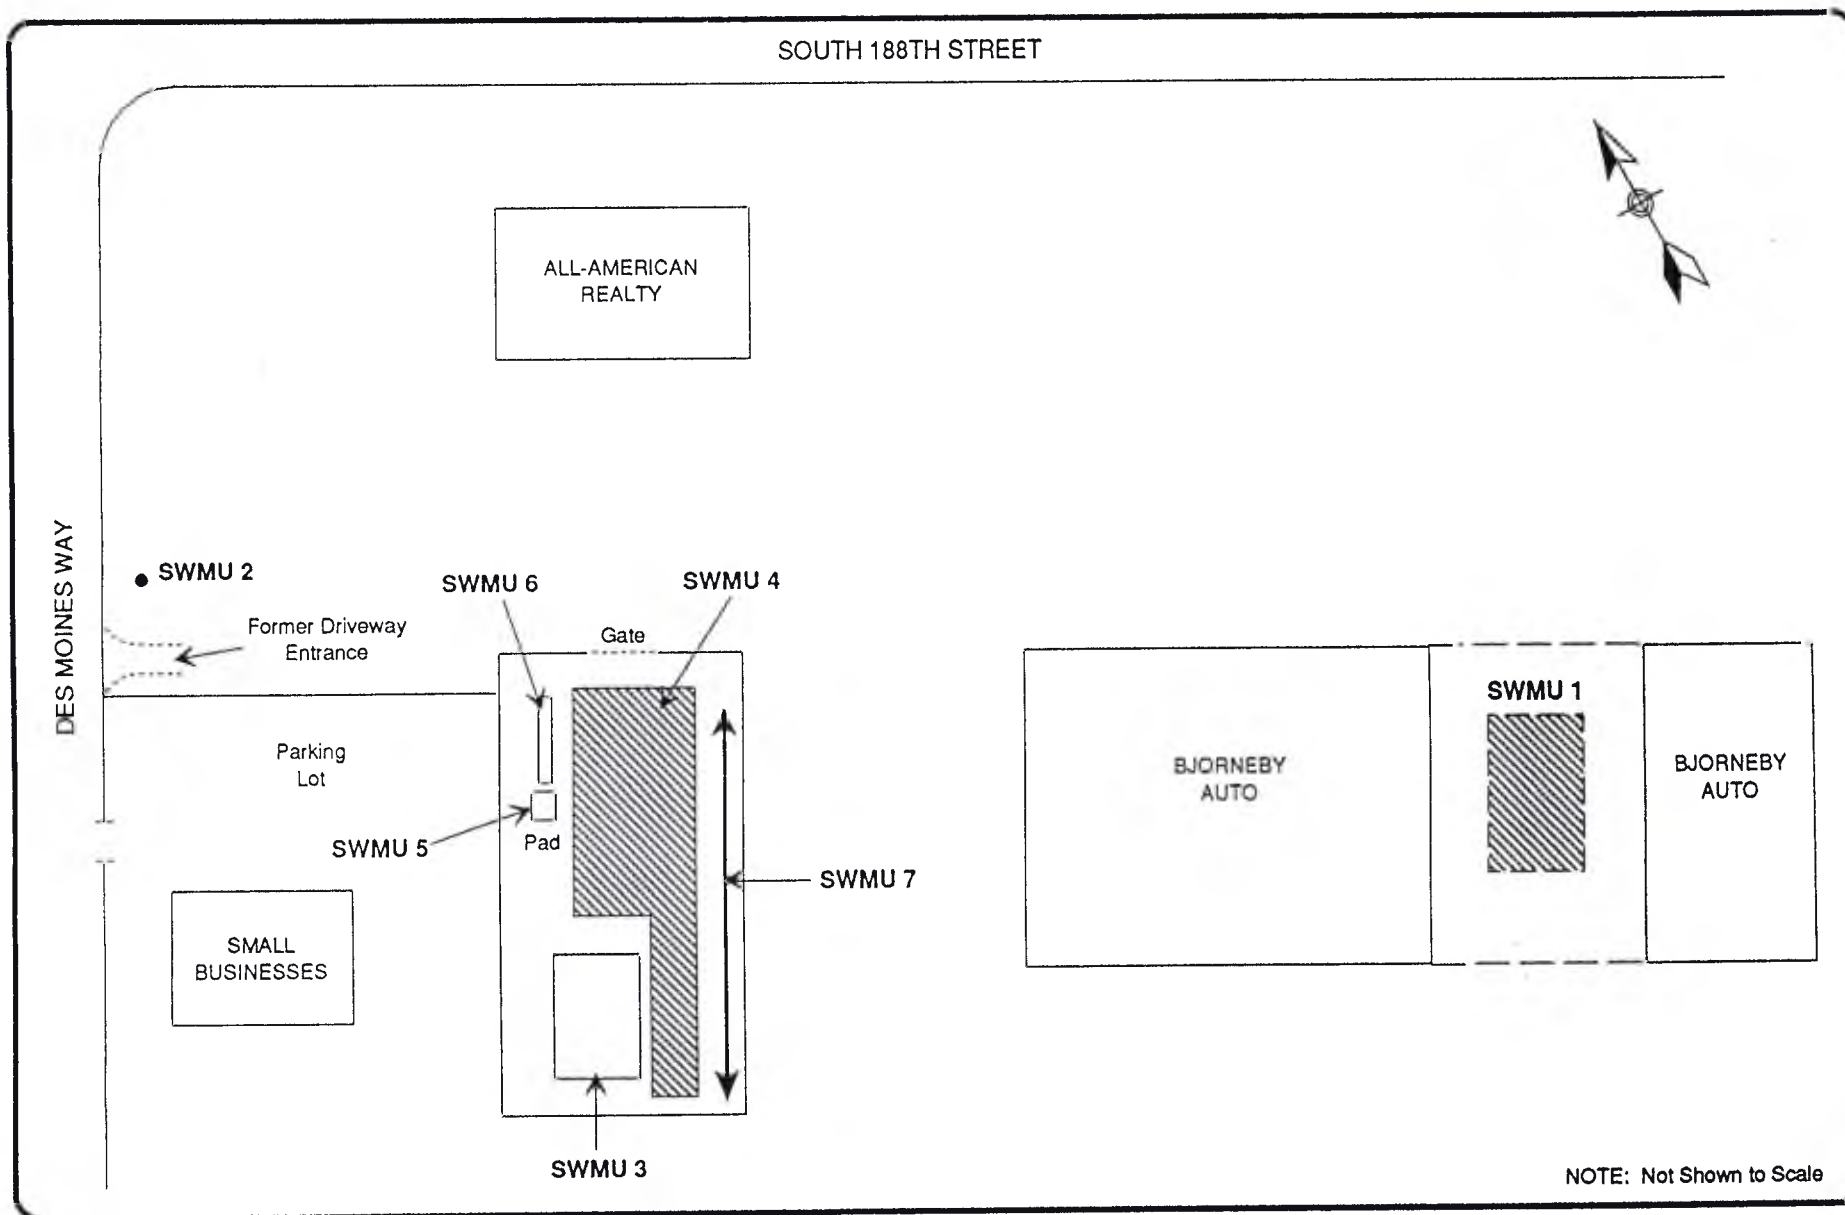 SOUTH 188TH STREET
ALL-AMERICAN
REALTY
DES MOINES WAY
SWMU 2
SWMU 6
SWMU 4
Former Driveway
Entrance
Gate
Parking
Lot
SWMU 5
Pad
SWMU 7
SMALL
BUSINESSES
SWMU 3
BJORNEBY
AUTO
SWMU 1
BJORNEBY
AUTO
NOTE: Not Shown to Scale